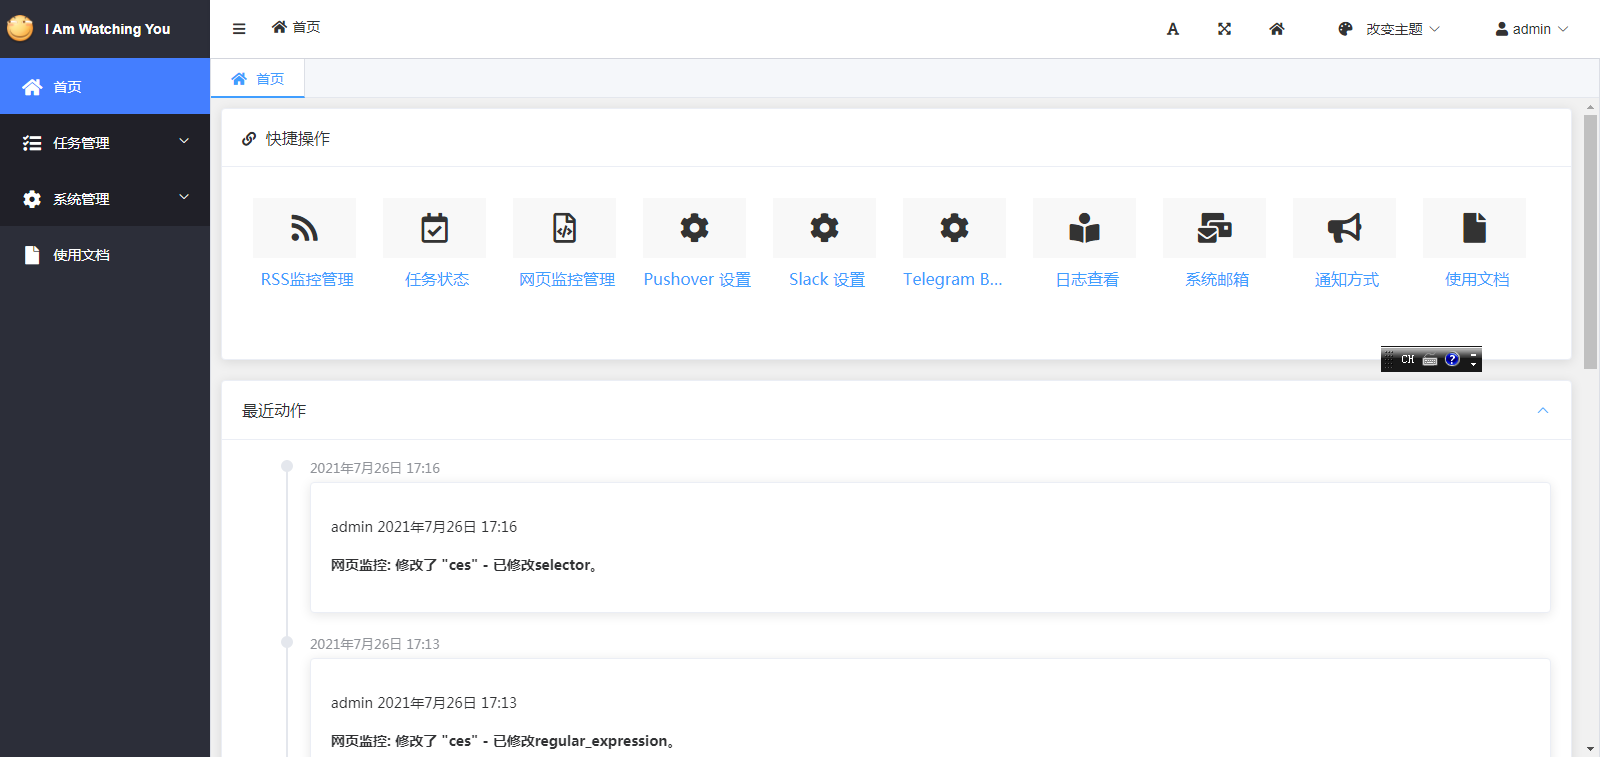 I Am Watching You
首页
A
改变主题
admin
首页
任务管理
系统管理
使用文档
首页
快捷操作
RSS监控管理
任务状态
网页监控管理
Pushover 设置
Slack 设置
Telegram B...
日志查看
系统邮箱
通知方式
使用文档
CH
?
最近动作
2021年7月26日 17:16
admin 2021年7月26日 17:16
网页监控: 修改了 "ces" - 已修改selector。
2021年7月26日 17:13
admin 2021年7月26日 17:13
网页监控: 修改了 "ces" - 已修改regular_expression。